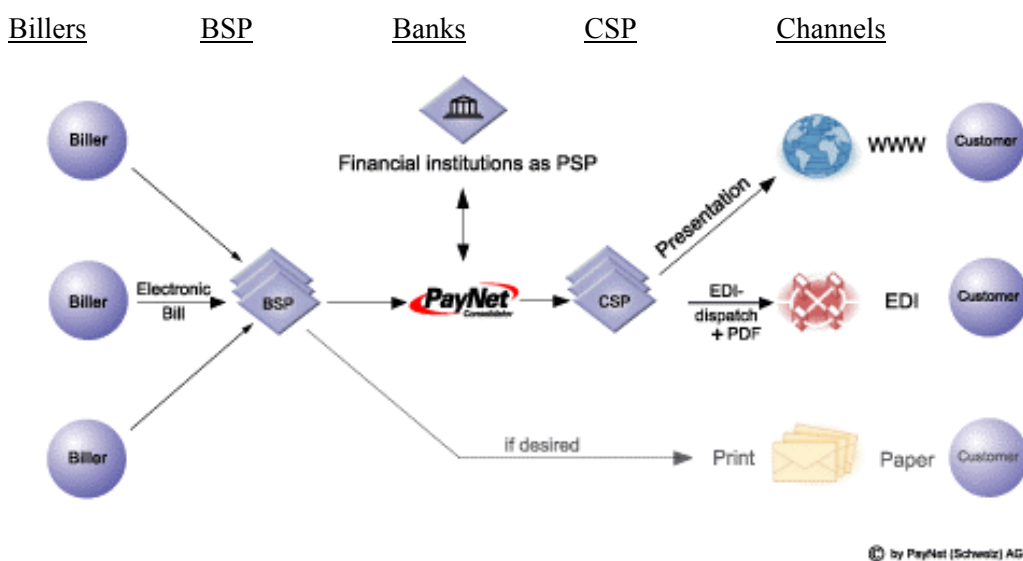 Billers BSP Banks CSP Channels
Biller
Financial institutions as PSP
Presentation
WWW
Customer
Biller
Electronic
Bill
BSP
PayNet
Consolidator
CSP
EDI-
dispatch
+ PDF
EDI
Customer
Biller
if desired
Print
Paper
Customer
© by PayNet (Schweiz) AG